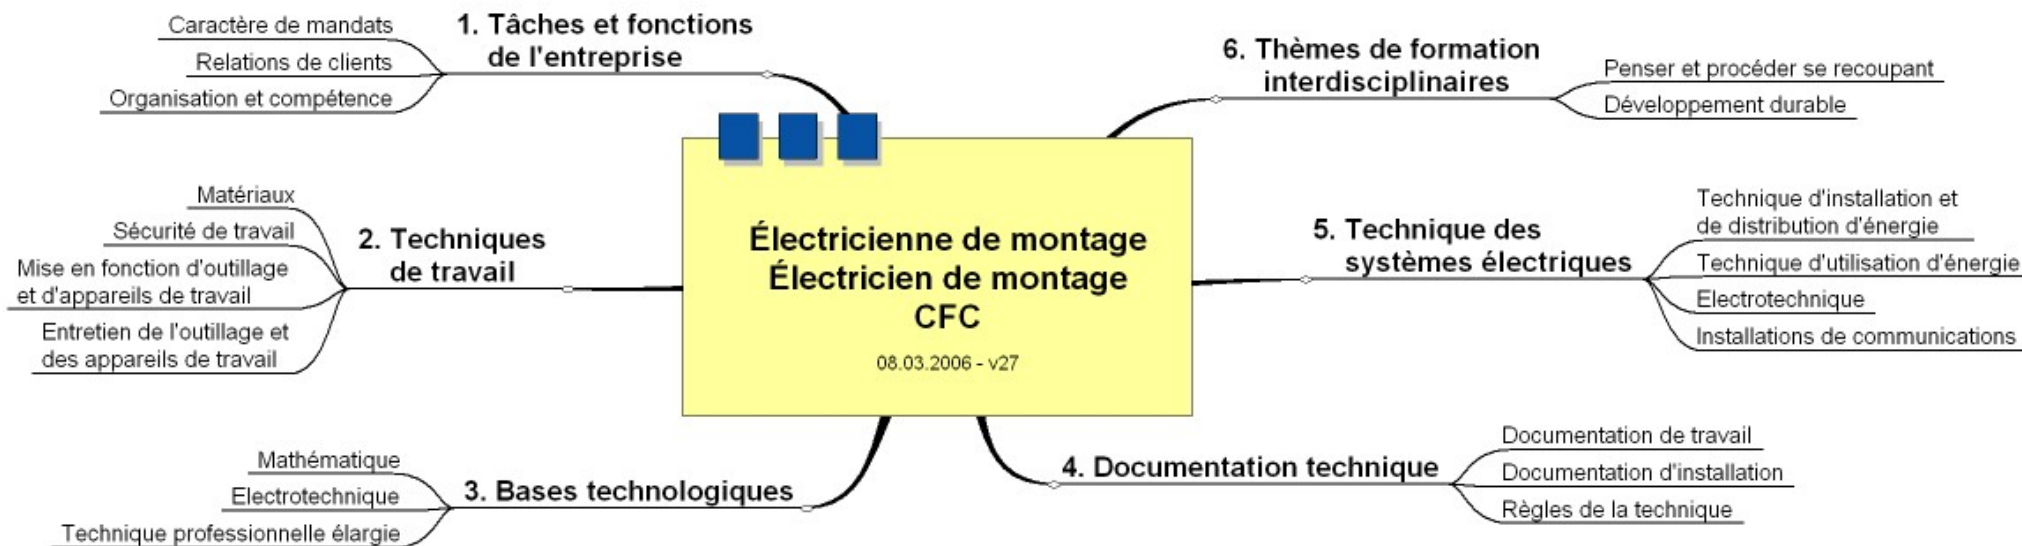 1. Tâches et fonctions
de l'entreprise
Caractère de mandats
Relations de clients
Organisation et compétence
2. Techniques
de travail
Matériaux
Sécurité de travail
Mise en fonction d'outillage
et d'appareils de travail
Entretien de l'outillage et
des appareils de travail
3. Bases technologiques
Mathématique
Electrotechnique
Technique professionnelle élargie
Électricienne de montage
Électricien de montage
CFC
08.03.2006 - v27
4. Documentation technique
Documentation de travail
Documentation d'installation
Règles de la technique
5. Technique des
systèmes électriques
Technique d'installation et
de distribution d'énergie
Technique d'utilisation d'énergie
Electrotechnique
Installations de communications
6. Thèmes de formation
interdisciplinaires
Penser et procéder se recoupant
Développement durable